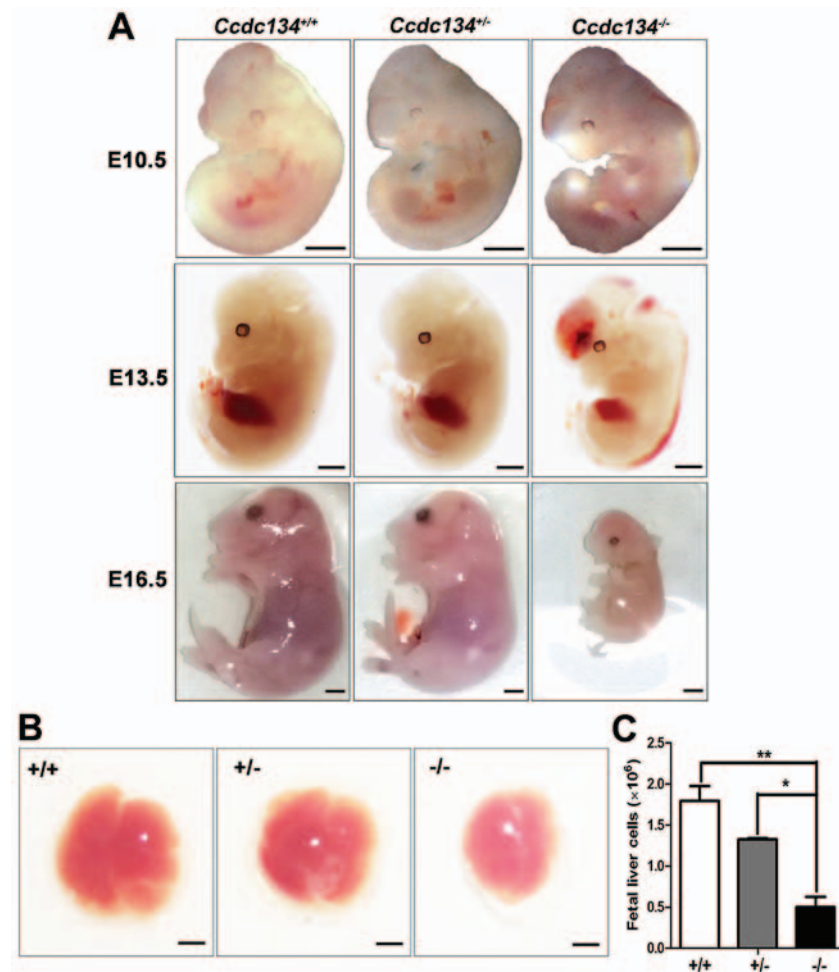 A
Ccdc134+/+ Ccdc134+/- Ccdc134-/-
E10.5
E13.5
E16.5
B
+/+ +/- -/-
C
Fetal liver cells (×10⁶)
2.5
2.0
1.5
1.0
0.5
0.0
**
*
+/+ +/- -/-